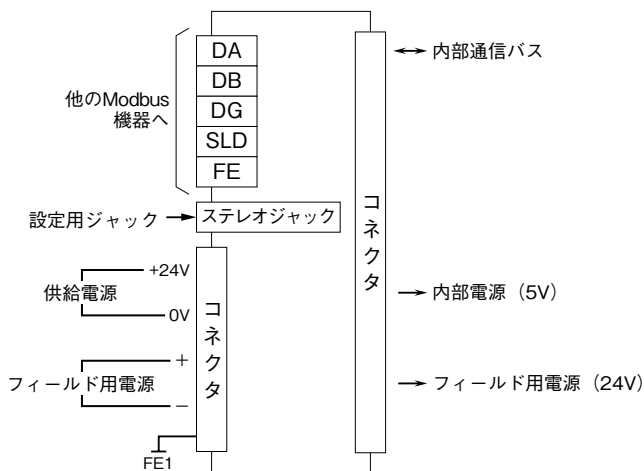 DA
DB
DG
SLD
FE
他のModbus
機器へ
設定用ジャック
ステレオジャック
供給電源
+24V
0V
フィールド用電源
+
−
FE1
コネクタ
コネクタ
内部通信バス
内部電源（5V）
フィールド用電源（24V）